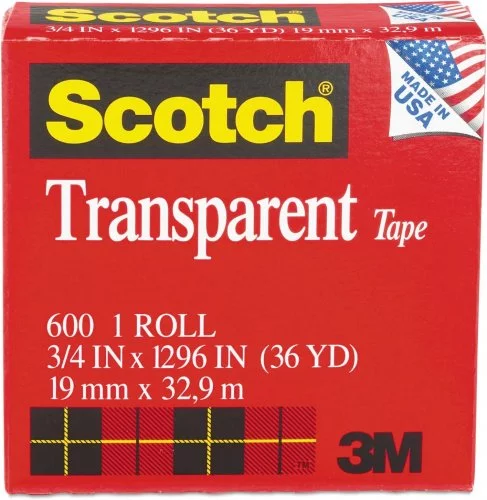 Scotch
3/4 IN x 1296 IN (36 YD) 19 mm x 32,9 m
MADE IN
USA
Scotch®
Transparent Tape
600 1 ROLL
3/4 IN x 1296 IN (36 YD)
19 mm x 32,9 m
3M